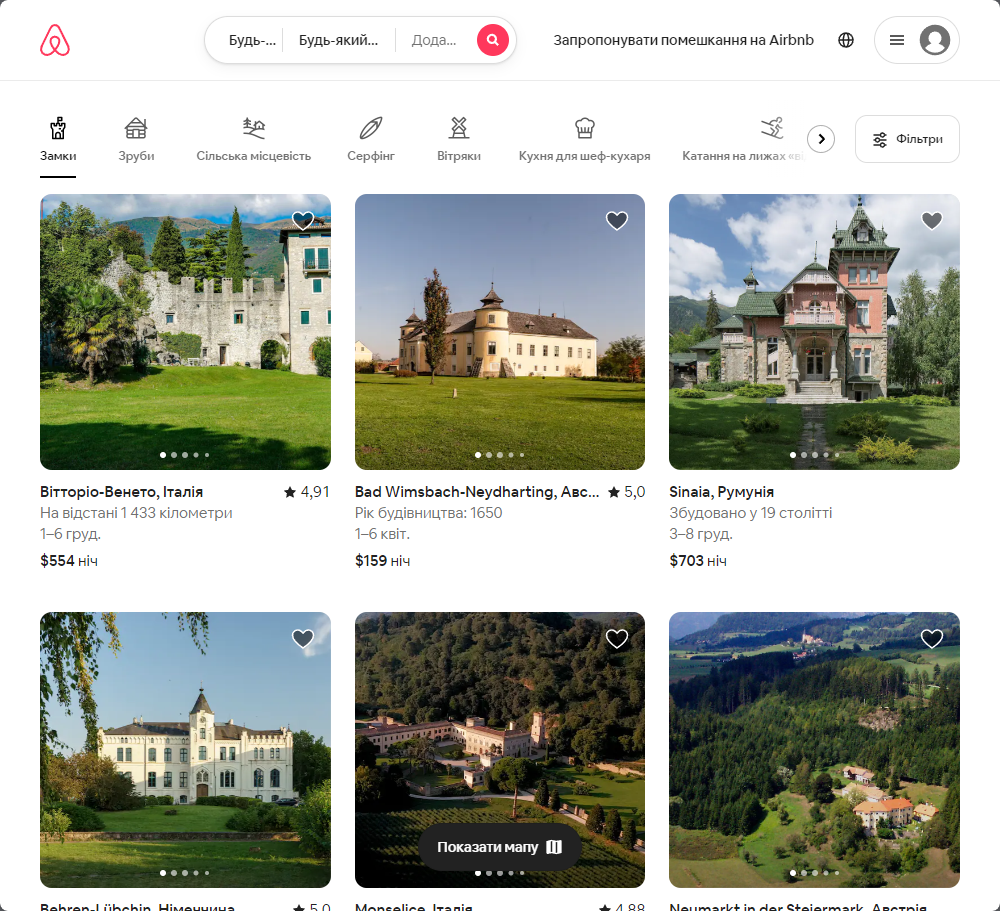 Будь-... Будь-який... Дода... Запропонувати помешкання на Airbnb
Замки Зруби Сільська місцевість Серфінг Вітряки Кухня для шеф-кухаря Катання на лижах Фільтри
Вітторіо-Венето, Італія 4,91
На відстані 1 433 кілометри
1–6 груд.
$554 ніч
Bad Wimsbach-Neydharting, Авс... 5,0
Рік будівництва: 1650
1–6 квіт.
$159 ніч
Sinaia, Румунія
Збудовано у 19 столітті
3–8 груд.
$703 ніч
Показати мапу
Behren-Lübchin, Німеччина 5,0
Monselice, Італія 4,88
Neumarkt in der Steiermark, Австрія